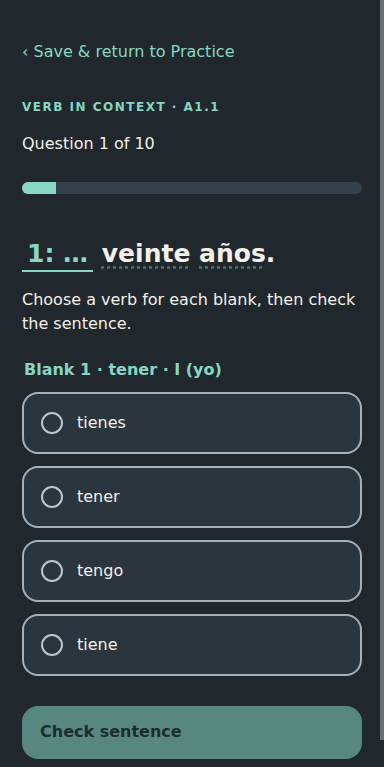 ‹ Save & return to Practice
VERB IN CONTEXT · A1.1
Question 1 of 10
1: … veinte años.
Choose a verb for each blank, then check
the sentence.
Blank 1 · tener · I (yo)
tienes
tener
tengo
tiene
Check sentence